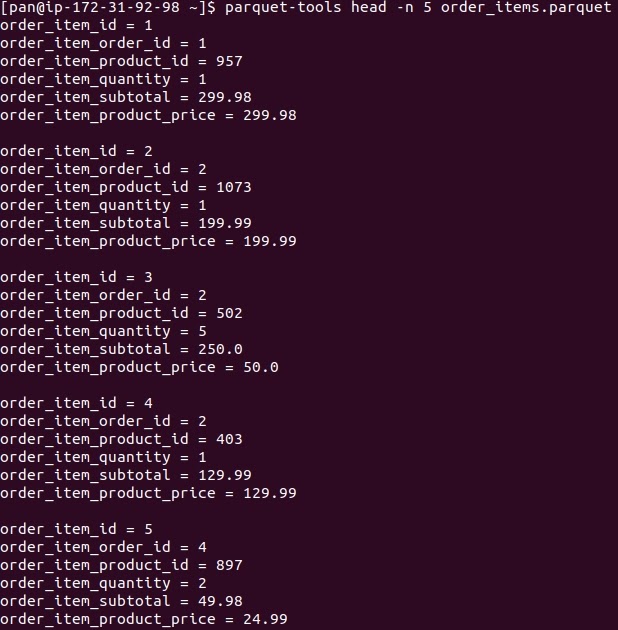 [pan@ip-172-31-92-98 ~]$ parquet-tools head -n 5 order_items.parquet
order_item_id = 1
order_item_order_id = 1
order_item_product_id = 957
order_item_quantity = 1
order_item_subtotal = 299.98
order_item_product_price = 299.98

order_item_id = 2
order_item_order_id = 2
order_item_product_id = 1073
order_item_quantity = 1
order_item_subtotal = 199.99
order_item_product_price = 199.99

order_item_id = 3
order_item_order_id = 2
order_item_product_id = 502
order_item_quantity = 5
order_item_subtotal = 250.0
order_item_product_price = 50.0

order_item_id = 4
order_item_order_id = 2
order_item_product_id = 403
order_item_quantity = 1
order_item_subtotal = 129.99
order_item_product_price = 129.99

order_item_id = 5
order_item_order_id = 4
order_item_product_id = 897
order_item_quantity = 2
order_item_subtotal = 49.98
order_item_product_price = 24.99